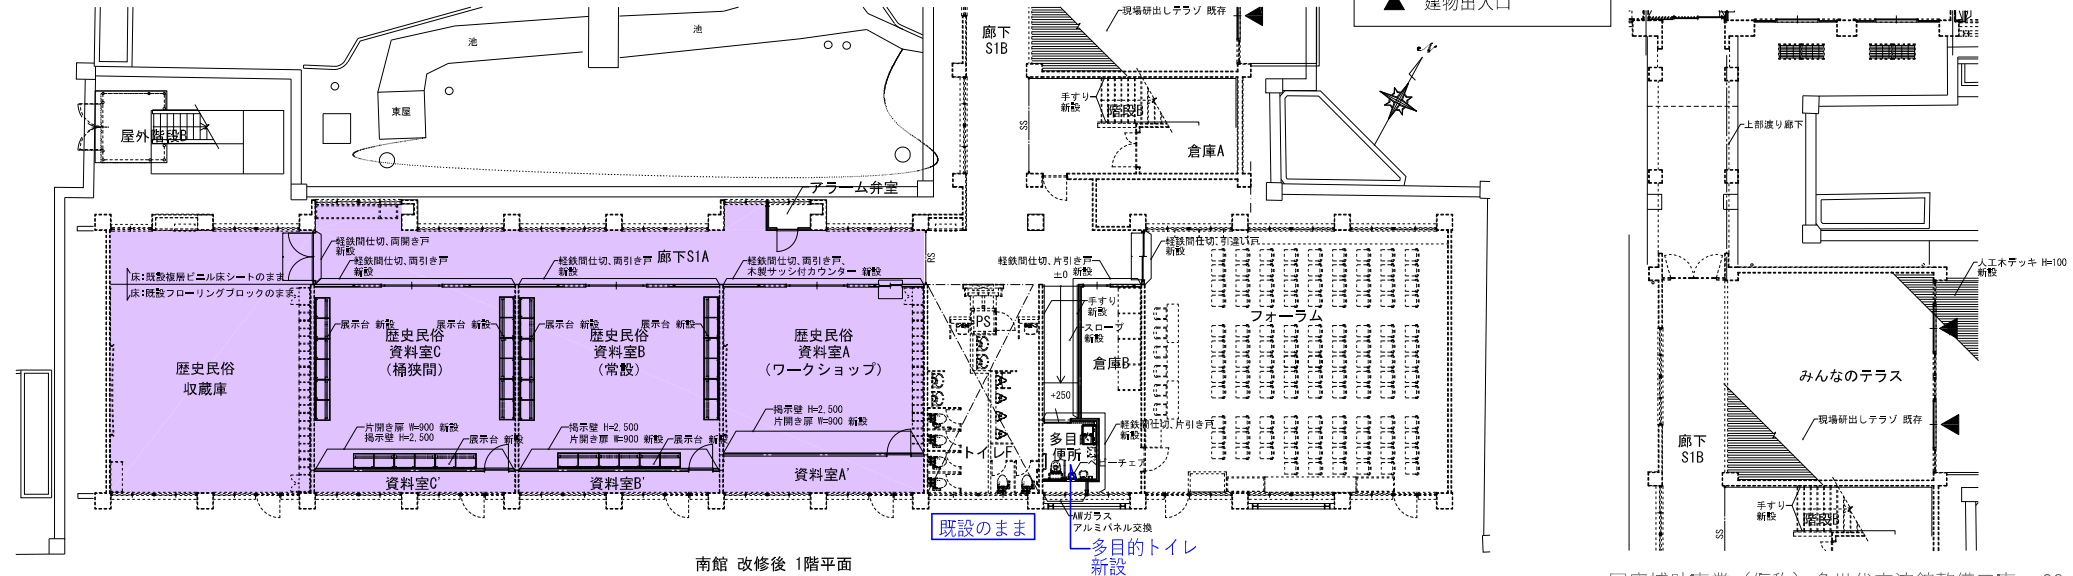 建物出入口
現場研出しテラゾ 既存
廊下
S1B
池
池
東屋
手すり
新設
階段B
倉庫A
SS
屋外階段B
アラーム弁室
上部渡り廊下
軽鉄間仕切、両開き戸
新設
軽鉄間仕切、両引き戸
新設
軽鉄間仕切、両引き戸
新設
廊下S1A
軽鉄間仕切、両引き戸、
木製サッシ付カウンター 新設
RS
軽鉄間仕切、片引き戸
新設
±0
軽鉄間仕切、引違い戸
新設
床:既設複層ビニル床シートのまま
床:既設フローリングブロックのまま
展示台 新設
展示台 新設
展示台 新設
展示台 新設
歴史民俗
収蔵庫
歴史民俗
資料室C
(桶狭間)
歴史民俗
資料室B
(常設)
歴史民俗
資料室A
(ワークショップ)
PS
手すり
新設
スロープ
新設
倉庫B
+250
フォーラム
片開き扉 W=900 新設
掲示壁 H=2,500
展示台 新設
掲示壁 H=2,500
片開き扉 W=900 新設
展示台 新設
掲示壁 H=2,500
片開き扉 W=900 新設
資料室C'
資料室B'
資料室A'
トイレF
多目的
便所
軽鉄間仕切、片引き戸
新設
ベビーチェア
AWガラス
アルミパネル交換
既設のまま
多目的トイレ
新設
南館 改修後 1階平面
人工木デッキ H=100
新設
みんなのテラス
現場研出しテラゾ 既存
廊下
S1B
手すり
新設
階段B
SS